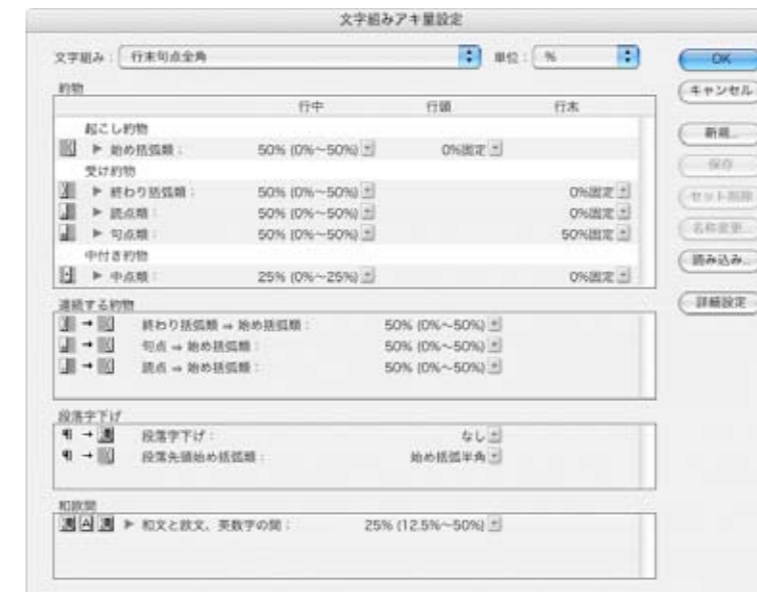 文字組みアキ量設定
文字組み： 行末句点全角 単位： %
OK
キャンセル
新規...
保存
セット削除
名称変更...
読み込み...
詳細設定
約物
行中 行頭 行末
起こし約物
始め括弧類： 50% (0%～50%) 0%固定
受け約物
終わり括弧類： 50% (0%～50%) 0%固定
読点類： 50% (0%～50%) 0%固定
句点類： 50% (0%～50%) 50%固定
中付き約物
中点類： 25% (0%～25%) 0%固定
連続する約物
終わり括弧類 ⇒ 始め括弧類： 50% (0%～50%)
句点 ⇒ 始め括弧類： 50% (0%～50%)
読点 ⇒ 始め括弧類： 50% (0%～50%)
段落字下げ
段落字下げ： なし
段落先頭始め括弧類： 始め括弧半角
和欧間
和文と欧文、英数字の間： 25% (12.5%～50%)